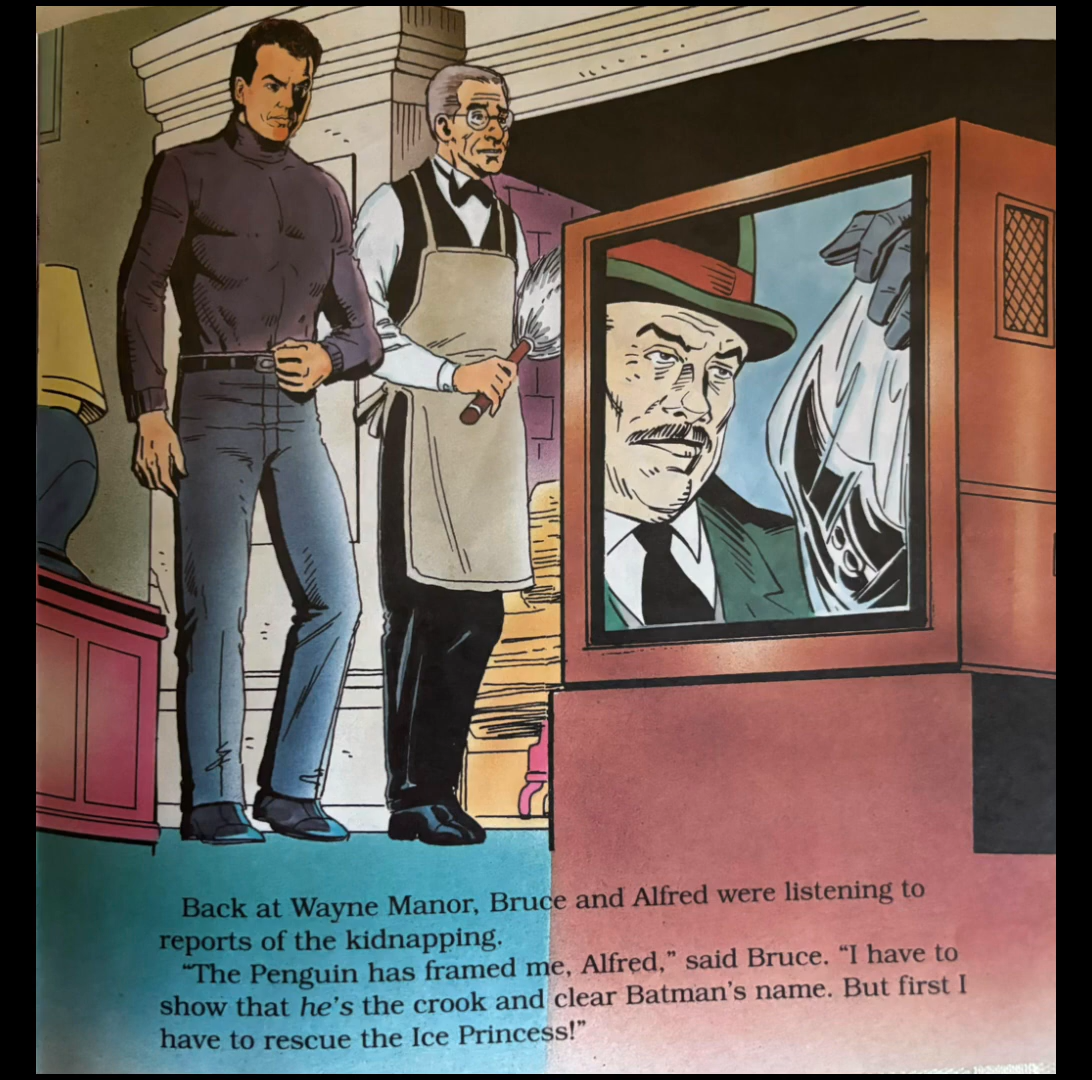 Back at Wayne Manor, Bruce and Alfred were listening to
reports of the kidnapping.
“The Penguin has framed me, Alfred,” said Bruce. “I have to
show that he’s the crook and clear Batman’s name. But first I
have to rescue the Ice Princess!”